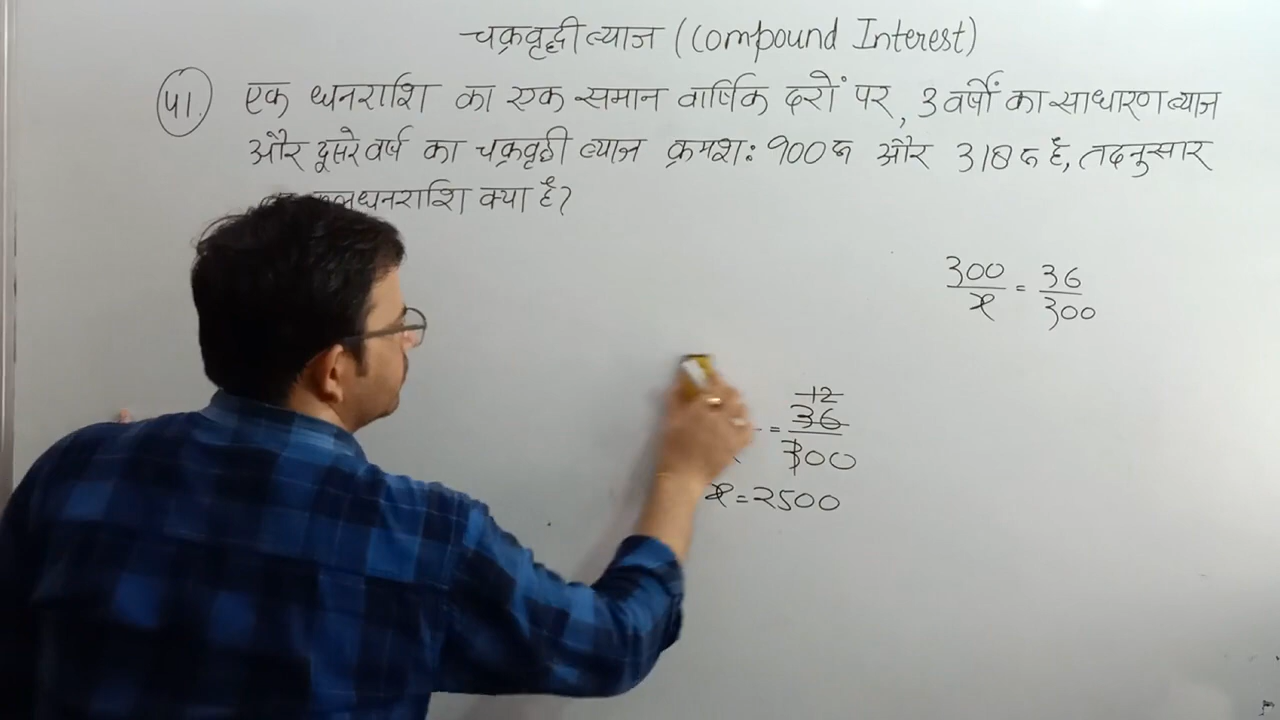 चक्रवृद्धी व्याज (Compound Interest)
41. एक धनराशि का एक समान वार्षिक दरों पर, 3 वर्षों का साधारण व्याज
और दूसरे वर्ष का चक्रवृद्धी व्याज क्रमश: 900 रु और 318 रु है, तदनुसार
धनराशि क्या है?
300/x = 36/300
12
= 36/300
x = 2500